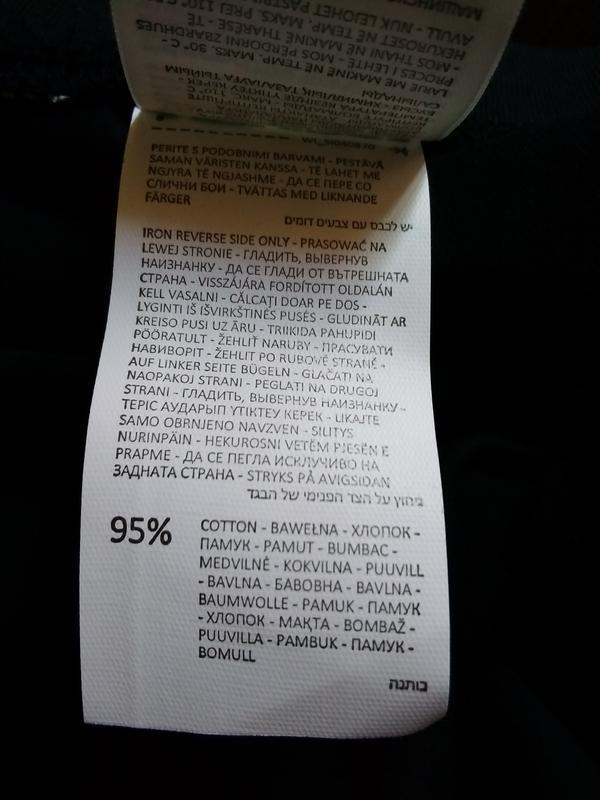 PERITE S PODOBNIMI BARVAMI - PESTÄVÄ
SAMAN VÄRISTEN KANSSA - TË LAHET ME
NGJYRA TË NGJASHME - ДА СЕ ПЕРЕ СО
СЛИЧНИ БОИ - TVÄTTAS MED LIKNANDE
FÄRGER
יש לכבס עם צבעים דומים
IRON REVERSE SIDE ONLY - PRASOWAĆ NA
LEWEJ STRONIE - ГЛАДИТЬ, ВЫВЕРНУВ
НАИЗНАНКУ - ДА СЕ ГЛАДИ ОТ ВЪТРЕШНАТА
СТРАНА - VISSZÁJÁRA FORDÍTOTT OLDALÁN
KELL VASALNI - CĂLCAȚI DOAR PE DOS -
LYGINTI IŠ IŠVIRKŠTINĖS PUSĖS - GLUDINĀT AR
KREISO PUSI UZ ĀRU - TRIIKIDA PAHUPIDI
PÖÖRATULT - ŽEHLIŤ NARUBY - ПРАСУВАТИ
НАВИВОРІТ - ŽEHLIT PO RUBOVÉ STRANĚ -
AUF LINKER SEITE BÜGELN - GLAČATI NA
NAOPAKOJ STRANI - PEGLATI NA DRUGOJ
STRANI - ГЛАДИТЬ, ВЫВЕРНУВ НАИЗНАНКУ -
ТЕРІС АУДАРЫП ҮТІКТЕУ КЕРЕК - LIKAJTE
SAMO OBRNJENO NAVZVEN - SILITYS
NURINPÄIN - HEKUROSNI VETËM PJESËN E
PRAPME - ДА СЕ ПЕГЛА ИСКЛУЧИВО НА
ЗАДНАТА СТРАНА - STRYKS PÅ AVIGSIDAN
גיהוץ על הצד הפנימי של הבגד
95% COTTON - BAWEŁNA - ХЛОПОК -
ПАМУК - PAMUT - BUMBAC -
MEDVILNĖ - KOKVILNA - PUUVILL
- BAVLNA - БАВОВНА - BAVLNA -
BAUMWOLLE - PAMUK - ПАМУК
- ХЛОПОК - МАҚТА - BOMBAŽ -
PUUVILLA - PAMBUK - ПАМУК -
BOMULL
כותנה